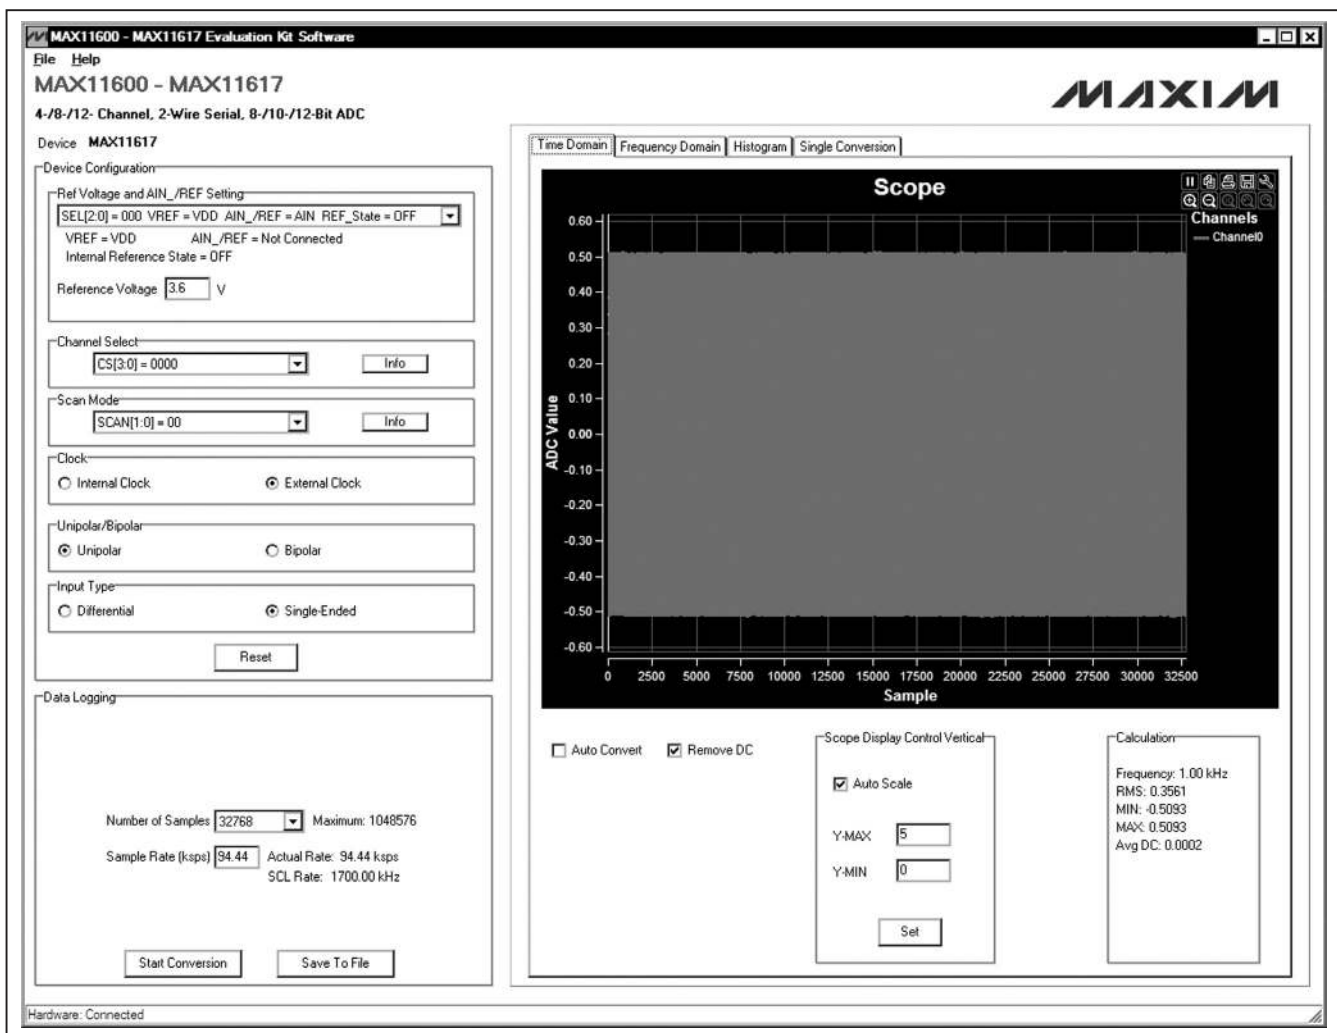 MAX11600 - MAX11617 Evaluation Kit Software
File Help
MAX11600 - MAX11617
MAXIM
4-/8-/12- Channel, 2-Wire Serial, 8-/10-/12-Bit ADC
Device MAX11617
Device Configuration
Ref Voltage and AIN_/REF Setting
SEL[2:0] = 000 VREF = VDD AIN_/REF = AIN REF_State = OFF
VREF = VDD AIN_/REF = Not Connected
Internal Reference State = OFF
Reference Voltage 3.6 V
Channel Select
CS[3:0] = 0000 Info
Scan Mode
SCAN[1:0] = 00 Info
Clock
Internal Clock External Clock
Unipolar/Bipolar
Unipolar Bipolar
Input Type
Differential Single-Ended
Reset
Data Logging
Number of Samples 32768 Maximum: 1048576
Sample Rate (ksps) 94.44 Actual Rate: 94.44 ksps
SCL Rate: 1700.00 kHz
Start Conversion Save To File
Time Domain Frequency Domain Histogram Single Conversion
Scope
Channels
Channel0
ADC Value
0.60
0.50
0.40
0.30
0.20
0.10
0.00
-0.10
-0.20
-0.30
-0.40
-0.50
-0.60
0 2500 5000 7500 10000 12500 15000 17500 20000 22500 25000 27500 30000 32500
Sample
Auto Convert Remove DC
Scope Display Control Vertical
Auto Scale
Y-MAX 5
Y-MIN 0
Set
Calculation
Frequency: 1.00 kHz
RMS: 0.3561
MIN: -0.5093
MAX: 0.5093
Avg DC: 0.0002
Hardware: Connected